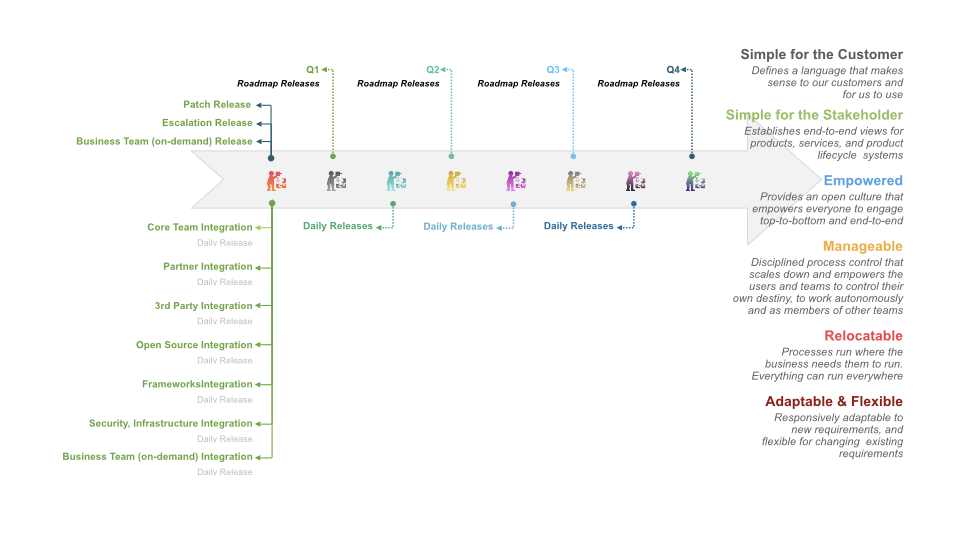 Q1
Roadmap Releases
Q2
Roadmap Releases
Q3
Roadmap Releases
Q4
Roadmap Releases
Patch Release
Escalation Release
Business Team (on-demand) Release
Core Team Integration
Daily Release
Partner Integration
Daily Release
3rd Party Integration
Daily Release
Open Source Integration
Daily Release
FrameworksIntegration
Daily Release
Security, Infrastructure Integration
Daily Release
Business Team (on-demand) Integration
Daily Release
Daily Releases
Daily Releases
Daily Releases
Simple for the Customer
Defines a language that makes
sense to our customers and
for us to use
Simple for the Stakeholder
Establishes end-to-end views for
products, services, and product
lifecycle systems
Empowered
Provides an open culture that
empowers everyone to engage
top-to-bottom and end-to-end
Manageable
Disciplined process control that
scales down and empowers the
users and teams to control their
own destiny, to work autonomously
and as members of other teams
Relocatable
Processes run where the
business needs them to run.
Everything can run everywhere
Adaptable & Flexible
Responsively adaptable to
new requirements, and
flexible for changing existing
requirements